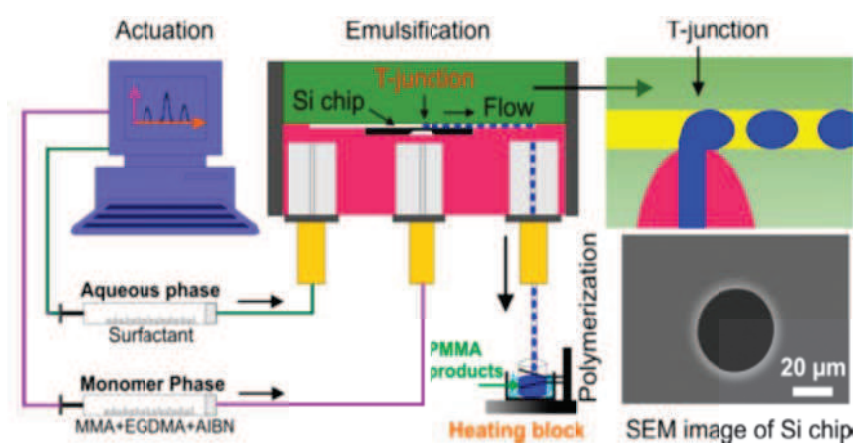 Actuation
Emulsification
T-junction
T-junction
Si chip
Flow
Aqueous phase
Surfactant
Monomer Phase
MMA+EGDMA+AIBN
PMMA
products
Polymerization
Heating block
20 µm
SEM image of Si chip